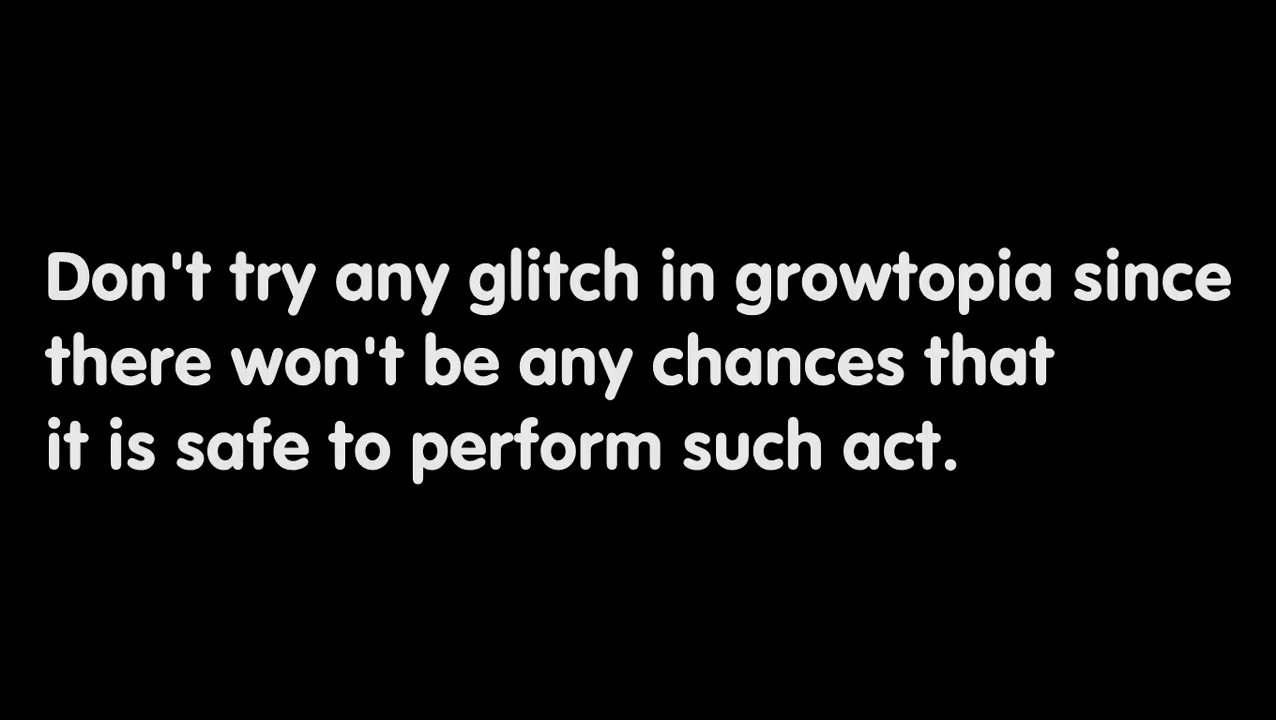 Don't try any glitch in growtopia since
there won't be any chances that
it is safe to perform such act.